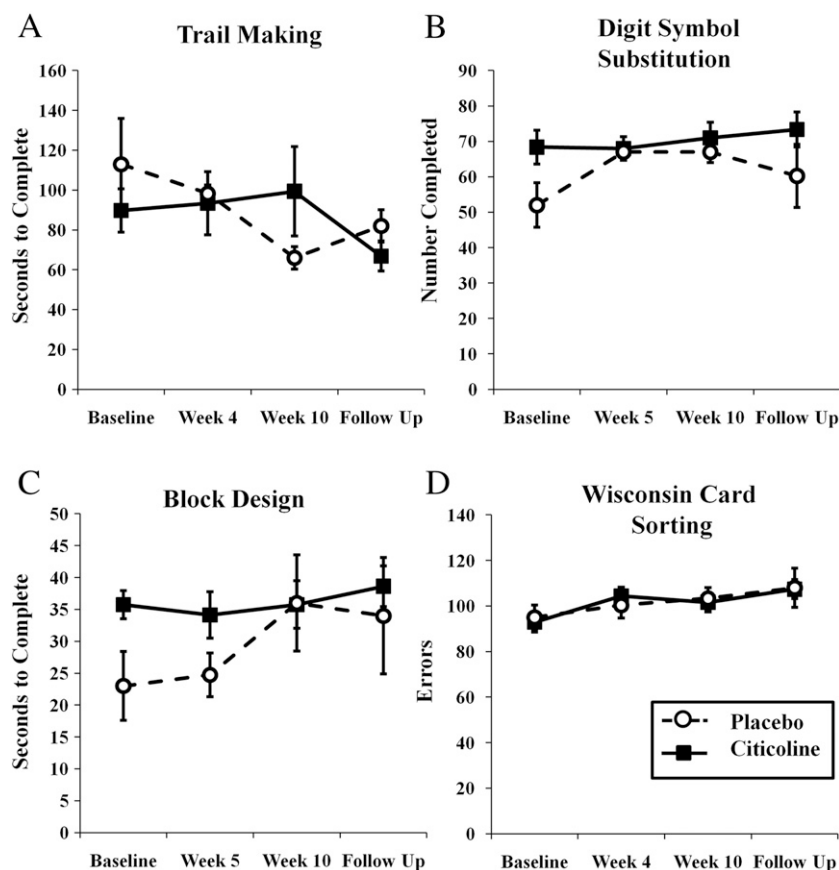 A
Trail Making
Seconds to Complete
160
140
120
100
80
60
40
20
0
Baseline Week 4 Week 10 Follow Up
B
Digit Symbol
Substitution
Number Completed
90
80
70
60
50
40
30
20
10
0
Baseline Week 5 Week 10 Follow Up
C
Block Design
Seconds to Complete
50
45
40
35
30
25
20
15
10
5
0
Baseline Week 5 Week 10 Follow Up
D
Wisconsin Card
Sorting
Errors
140
120
100
80
60
40
20
0
Placebo
Citicoline
Baseline Week 4 Week 10 Follow Up